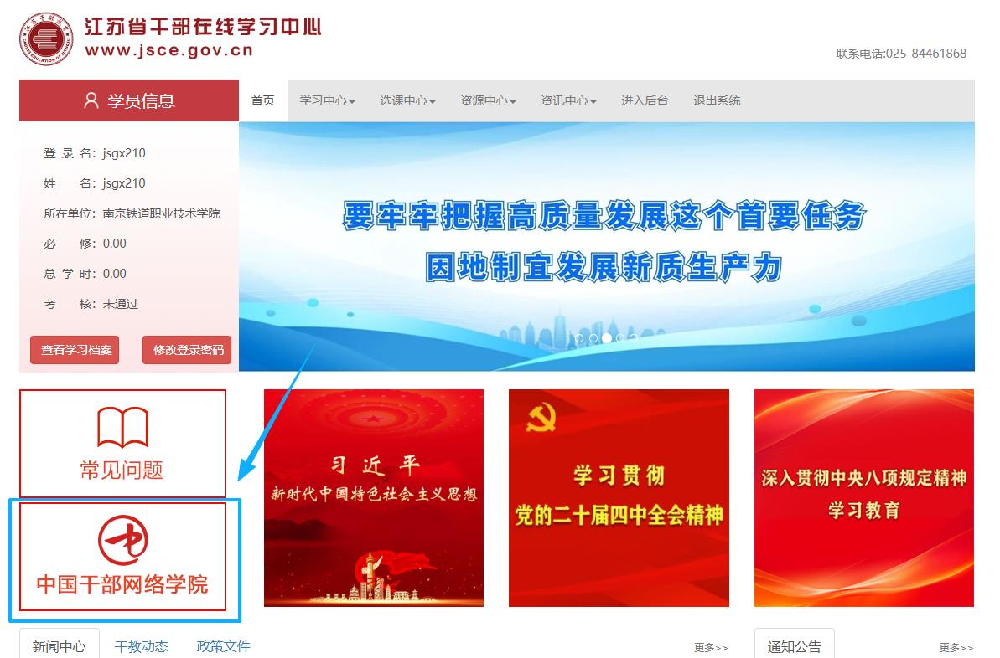 江苏省干部在线学习中心
www.jsce.gov.cn
联系电话:025-84461868
学员信息
首页 学习中心 选课中心 资源中心 资讯中心 进入后台 退出系统
登 录 名：jsgx210
姓 名：jsgx210
所在单位：南京铁道职业技术学院
必 修：0.00
总 学 时：0.00
考 核：未通过
查看学习档案 修改登录密码
要牢牢把握高质量发展这个首要任务
因地制宜发展新质生产力
常见问题
中国干部网络学院
习近平
新时代中国特色社会主义思想
学习贯彻
党的二十届四中全会精神
深入贯彻中央八项规定精神
学习教育
新闻中心 干教动态 政策文件 更多>>
通知公告 更多>>